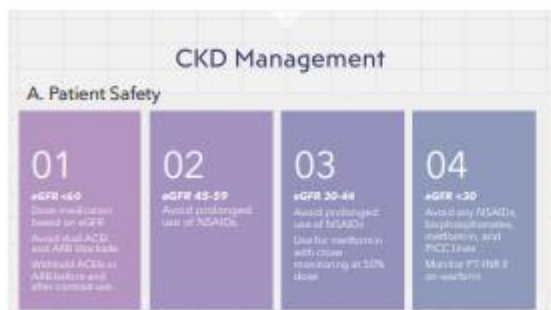 CKD Management
A. Patient Safety
01
eGFR <60
Dose medication
based on eGFR
Avoid dual ACEi
and ARB blockade
Withhold ACEIs or
ARB before and
after contrast use
02
eGFR 45-59
Avoid prolonged
use of NSAIDs
03
eGFR 30-44
Avoid prolonged
use of NSAIDs
Use for metformin
with close
monitoring at 50%
dose
04
eGFR <30
Avoid any NSAIDs,
bisphosphonates,
metformin, and
PICC lines
Monitor PT-INR if
on warfarin